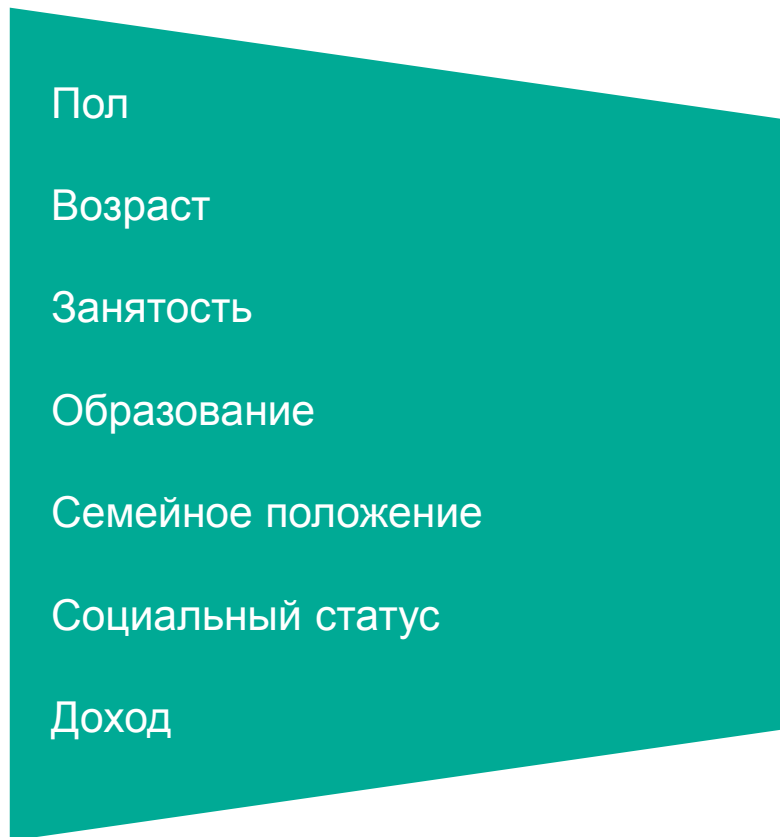 Пол
Возраст
Занятость
Образование
Семейное положение
Социальный статус
Доход